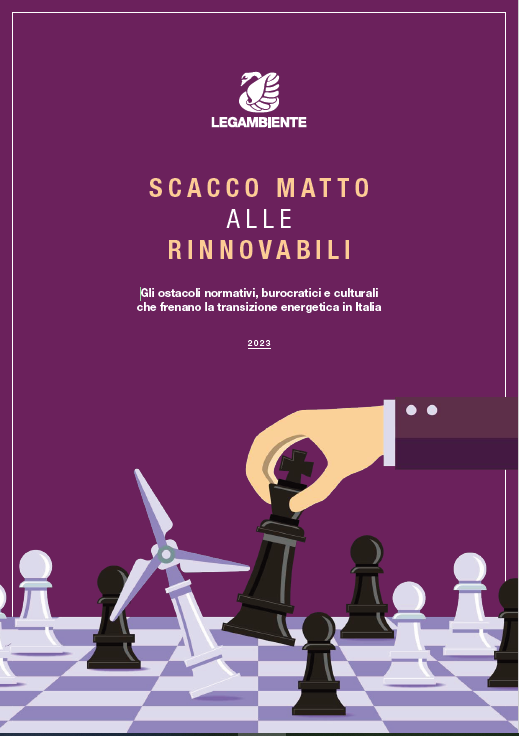 LEGAMBIENTE
SCACCO MATTO
ALLE
RINNOVABILI
Gli ostacoli normativi, burocratici e culturali
che frenano la transizione energetica in Italia
2023